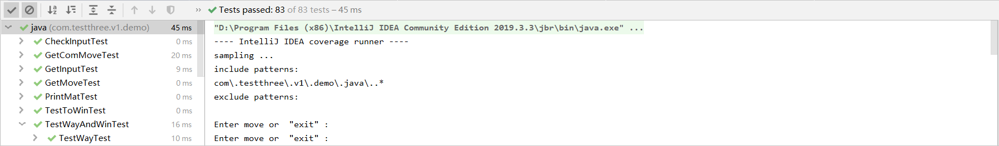 Tests passed: 83 of 83 tests – 45 ms
java (com.testthree.v1.demo) 45 ms
CheckInputTest 0 ms
GetComMoveTest 20 ms
GetInputTest 9 ms
GetMoveTest 0 ms
PrintMatTest 0 ms
TestToWinTest 0 ms
TestWayAndWinTest 16 ms
TestWayTest 10 ms
"D:\Program Files (x86)\IntelliJ IDEA Community Edition 2019.3.3\jbr\bin\java.exe" ...
---- IntelliJ IDEA coverage runner ----
sampling ...
include patterns:
com\.testthree\.v1\.demo\.java\..*
exclude patterns:
Enter move or  "exit" :
Enter move or  "exit" :